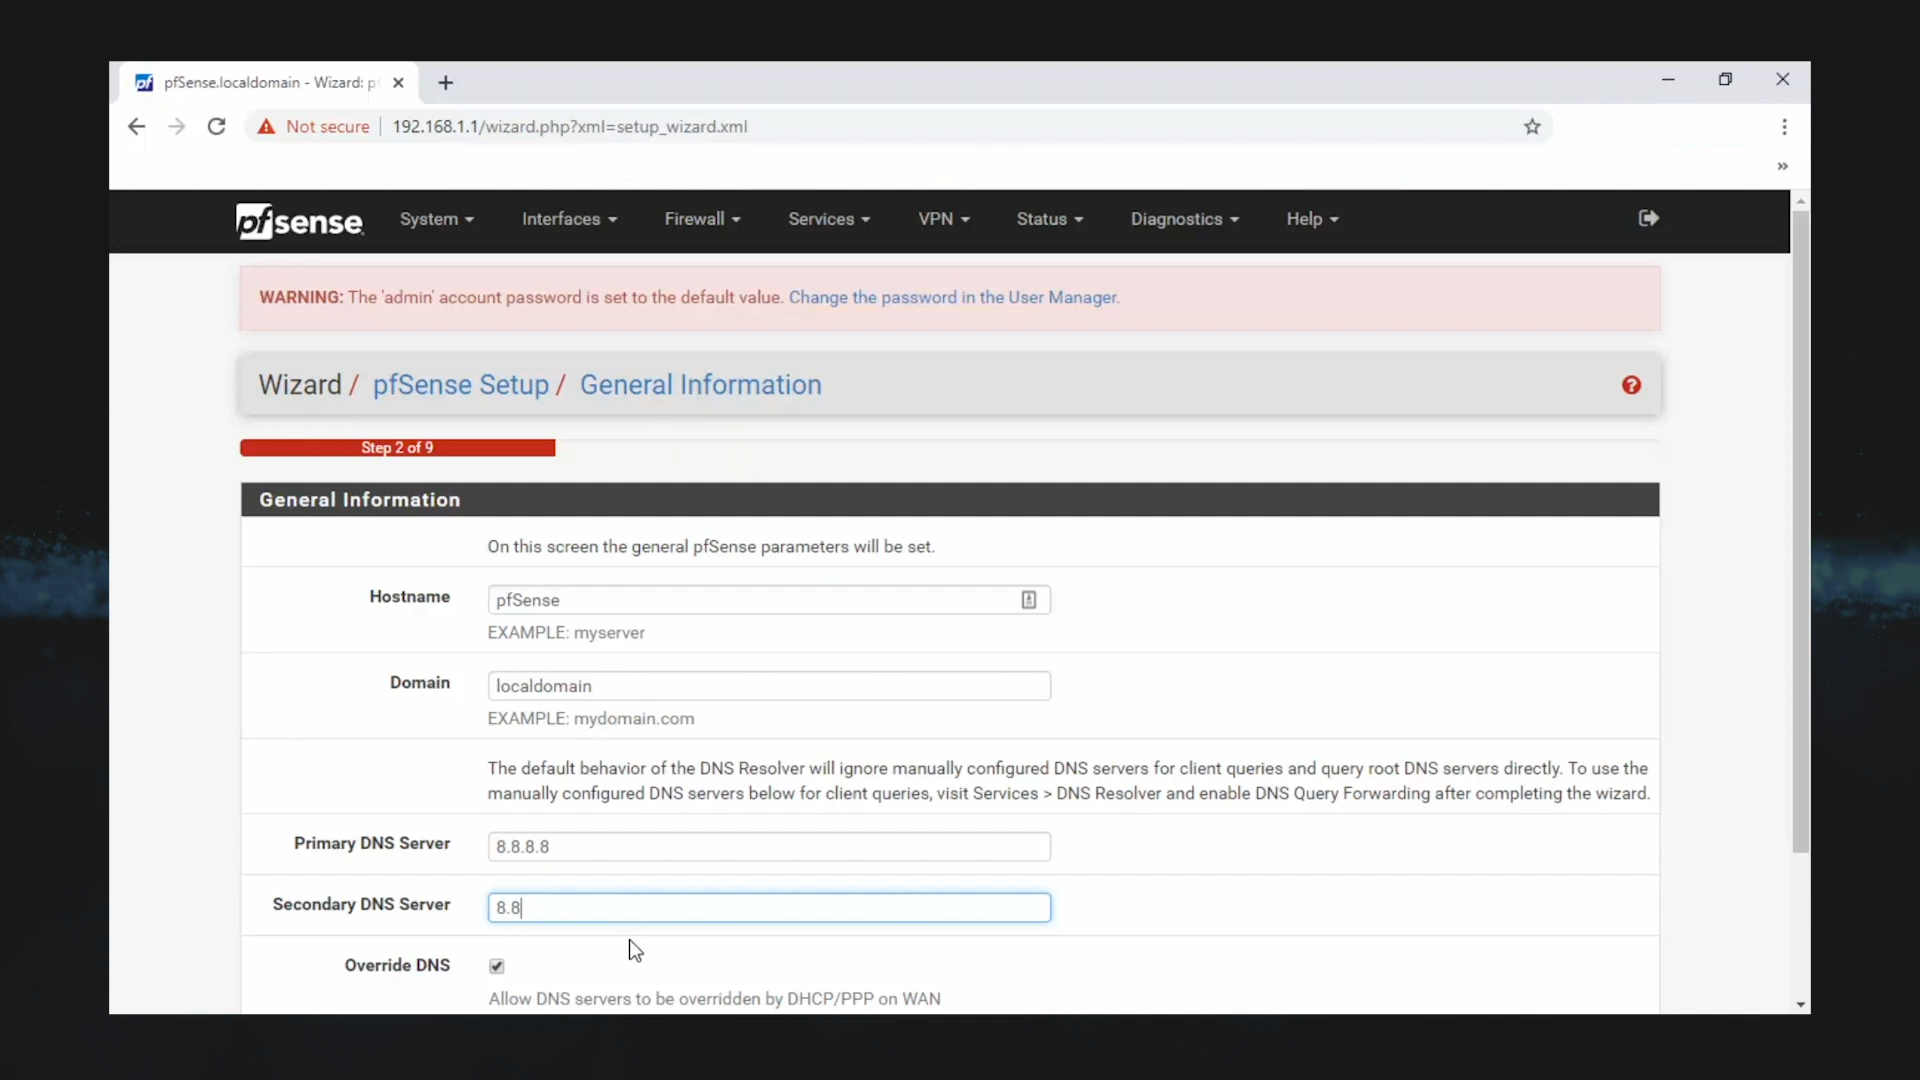 pfSense.localdomain - Wizard: pf
Not secure
192.168.1.1/wizard.php?xml=setup_wizard.xml
»
pfsense
System
Interfaces
Firewall
Services
VPN
Status
Diagnostics
Help
WARNING: The 'admin' account password is set to the default value. Change the password in the User Manager.
Wizard / pfSense Setup / General Information
?
Step 2 of 9
General Information
On this screen the general pfSense parameters will be set.
Hostname
pfSense
EXAMPLE: myserver
Domain
localdomain
EXAMPLE: mydomain.com
The default behavior of the DNS Resolver will ignore manually configured DNS servers for client queries and query root DNS servers directly. To use the
manually configured DNS servers below for client queries, visit Services > DNS Resolver and enable DNS Query Forwarding after completing the wizard.
Primary DNS Server
8.8.8.8
Secondary DNS Server
8.8
Override DNS
Allow DNS servers to be overridden by DHCP/PPP on WAN